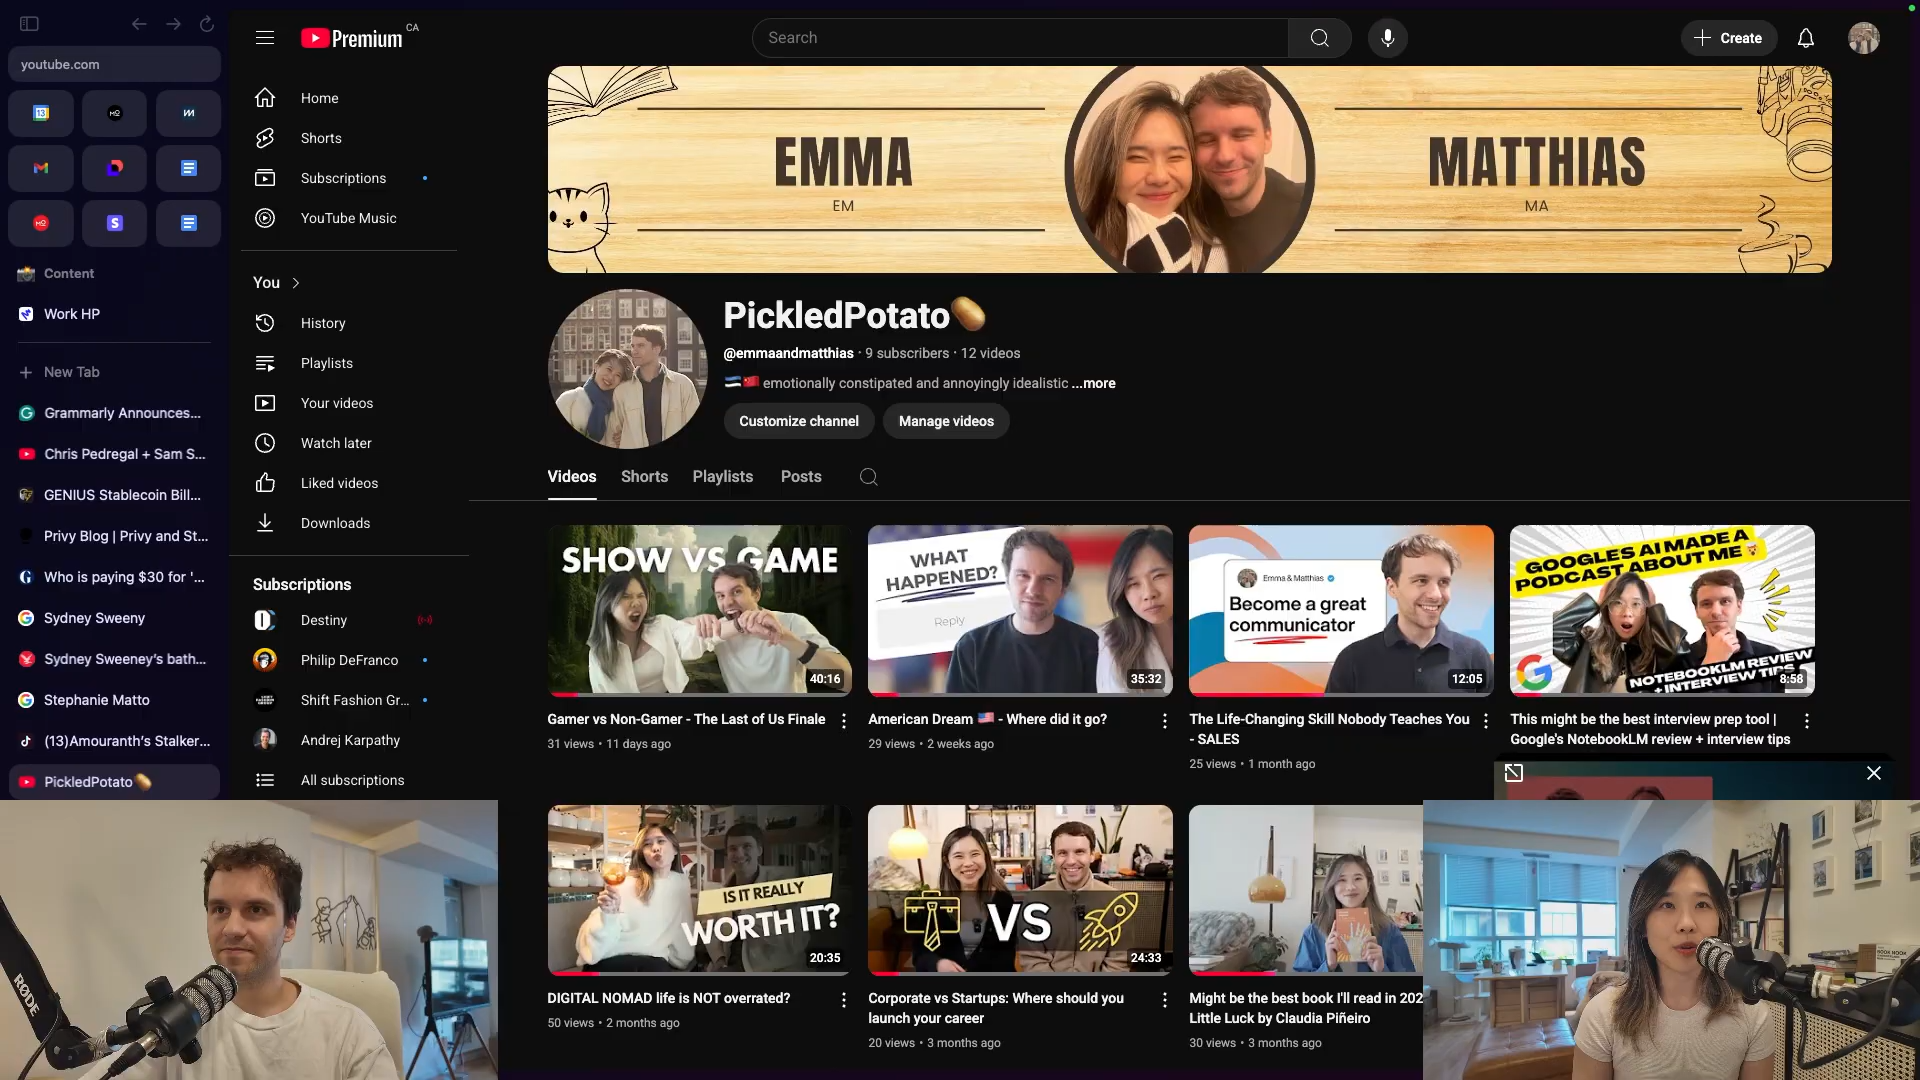 youtube.com
13
MO
Content
Work HP
New Tab
Grammarly Announces...
Chris Pedregal + Sam S...
GENIUS Stablecoin Bill...
Privy Blog | Privy and St...
Who is paying $30 for '...
Sydney Sweeny
Sydney Sweeney's bath...
Stephanie Matto
(13)Amouranth's Stalker...
PickledPotato🥔
Premium CA
Search
Create
Home
Shorts
Subscriptions
YouTube Music
You
History
Playlists
Your videos
Watch later
Liked videos
Downloads
Subscriptions
Destiny
Philip DeFranco
Shift Fashion Gr...
Andrej Karpathy
All subscriptions
EMMA
EM
MATTHIAS
MA
PickledPotato🥔
@emmaandmatthias · 9 subscribers · 12 videos
🇪🇪🇨🇳 emotionally constipated and annoyingly idealistic ...more
Customize channel
Manage videos
Videos
Shorts
Playlists
Posts
SHOW VS GAME
40:16
Gamer vs Non-Gamer - The Last of Us Finale
31 views · 11 days ago
WHAT
HAPPENED?
Reply
35:32
American Dream 🇺🇸 - Where did it go?
29 views · 2 weeks ago
Emma & Matthias
Become a great
communicator
12:05
The Life-Changing Skill Nobody Teaches You
- SALES
25 views · 1 month ago
GOOGLES AI MADE A
PODCAST ABOUT ME
NOTEBOOKLM REVIEW
+ INTERVIEW TIPS
8:58
This might be the best interview prep tool |
Google's NotebookLM review + interview tips
IS IT REALLY
WORTH IT?
20:35
DIGITAL NOMAD life is NOT overrated?
50 views · 2 months ago
VS
24:33
Corporate vs Startups: Where should you
launch your career
20 views · 3 months ago
Might be the best book I'll read in 202
Little Luck by Claudia Piñeiro
30 views · 3 months ago
RØDE